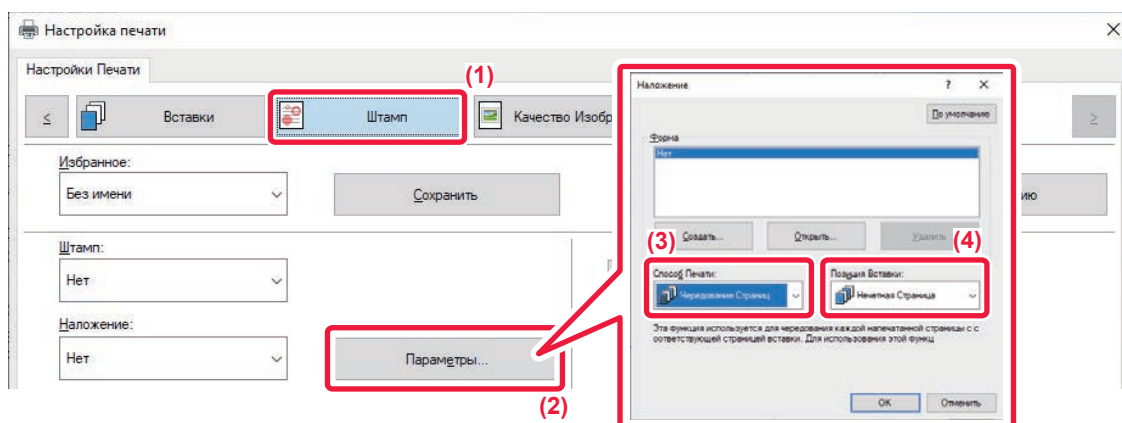 Настройка печати
Настройки Печати
(1)
Вставки
Штамп
Качество Изобр
Избранное:
Без имени
Сохранить
ию
Штамп:
Нет
Наложение:
Нет
Параметры...
(2)
Наложение
? X
По умолчанию
Форма
Нет
Создать...
Открыть...
Удалить
(3)
(4)
Способ Печати:
Позиция Вставки:
Чередование Страниц
Нечетная Страница
Эта функция используется для чередования каждой напечатанной страницы с с
оответствующей страницей вставки. Для использования этой функц
OK
Отменить